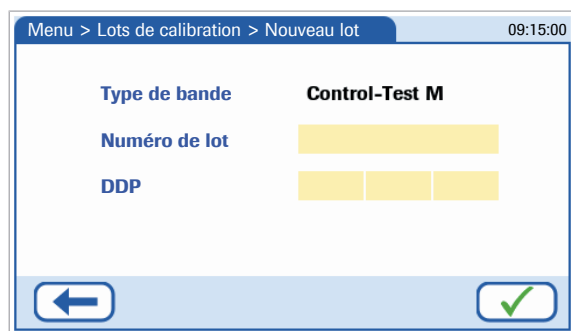 Menu > Lots de calibration > Nouveau lot 09:15:00
Type de bande Control-Test M
Numéro de lot
DDP